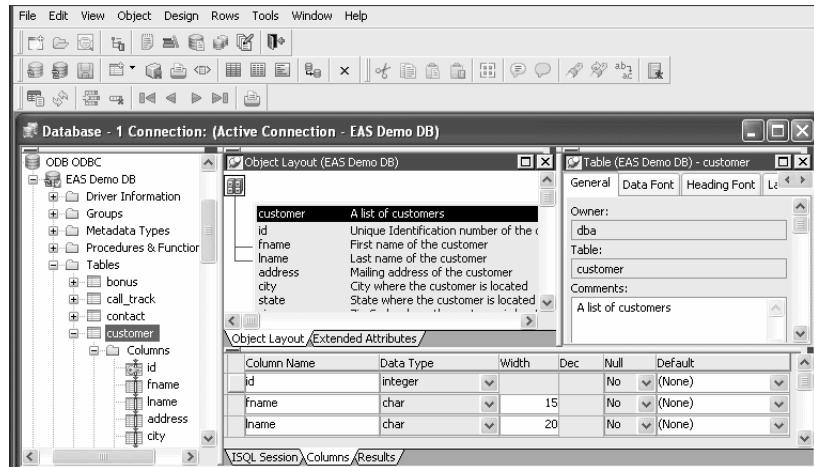 File Edit View Object Design Rows Tools Window Help
Database - 1 Connection: (Active Connection - EAS Demo DB)
ODB ODBC
EAS Demo DB
Driver Information
Groups
Metadata Types
Procedures & Function
Tables
bonus
call_track
contact
customer
Columns
id
fname
lname
address
city
Object Layout (EAS Demo DB)
customer A list of customers
id Unique Identification number of the c
fname First name of the customer
lname Last name of the customer
address Mailing address of the customer
city City where the customer is located
state State where the customer is located
Object Layout Extended Attributes
Table (EAS Demo DB) - customer
General Data Font Heading Font La
Owner:
dba
Table:
customer
Comments:
A list of customers
Column Name Data Type Width Dec Null Default
id integer No (None)
fname char 15 No (None)
lname char 20 No (None)
ISQL Session Columns Results